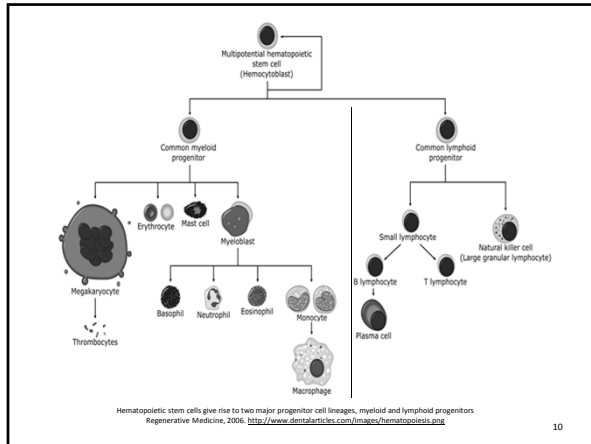 Multipotential hematopoietic
stem cell
(Hemocytoblast)
Common myeloid
progenitor
Common lymphoid
progenitor
Erythrocyte
Mast cell
Myeloblast
Small lymphocyte
Natural killer cell
(Large granular lymphocyte)
Megakaryocyte
B lymphocyte
T lymphocyte
Basophil
Neutrophil
Eosinophil
Monocyte
Plasma cell
Thrombocytes
Macrophage
Hematopoietic stem cells give rise to two major progenitor cell lineages, myeloid and lymphoid progenitors
Regenerative Medicine, 2006. http://www.dentalarticles.com/images/hematopoiesis.png
10